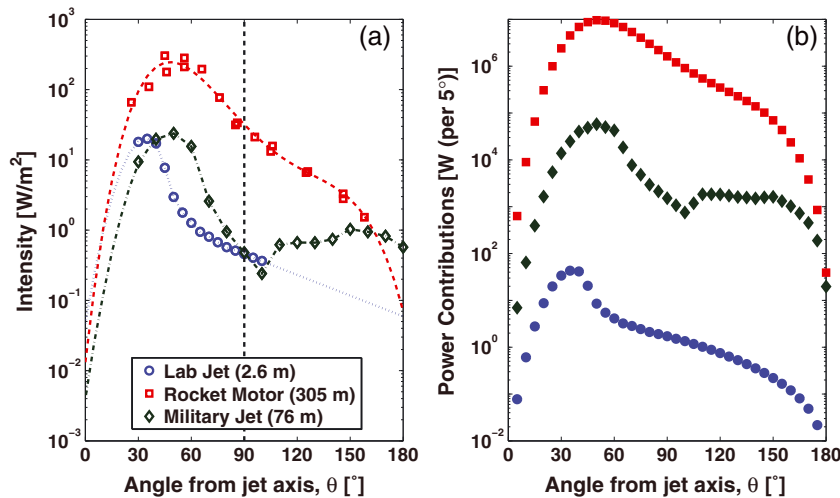 (a)
Intensity [W/m²]
10³
10²
10¹
10⁰
10⁻¹
10⁻²
10⁻³
Lab Jet (2.6 m)
Rocket Motor (305 m)
Military Jet (76 m)
0 30 60 90 120 150 180
Angle from jet axis, θ [°]
(b)
Power Contributions [W (per 5°)]
10⁶
10⁴
10²
10⁰
10⁻²
0 30 60 90 120 150 180
Angle from jet axis, θ [°]